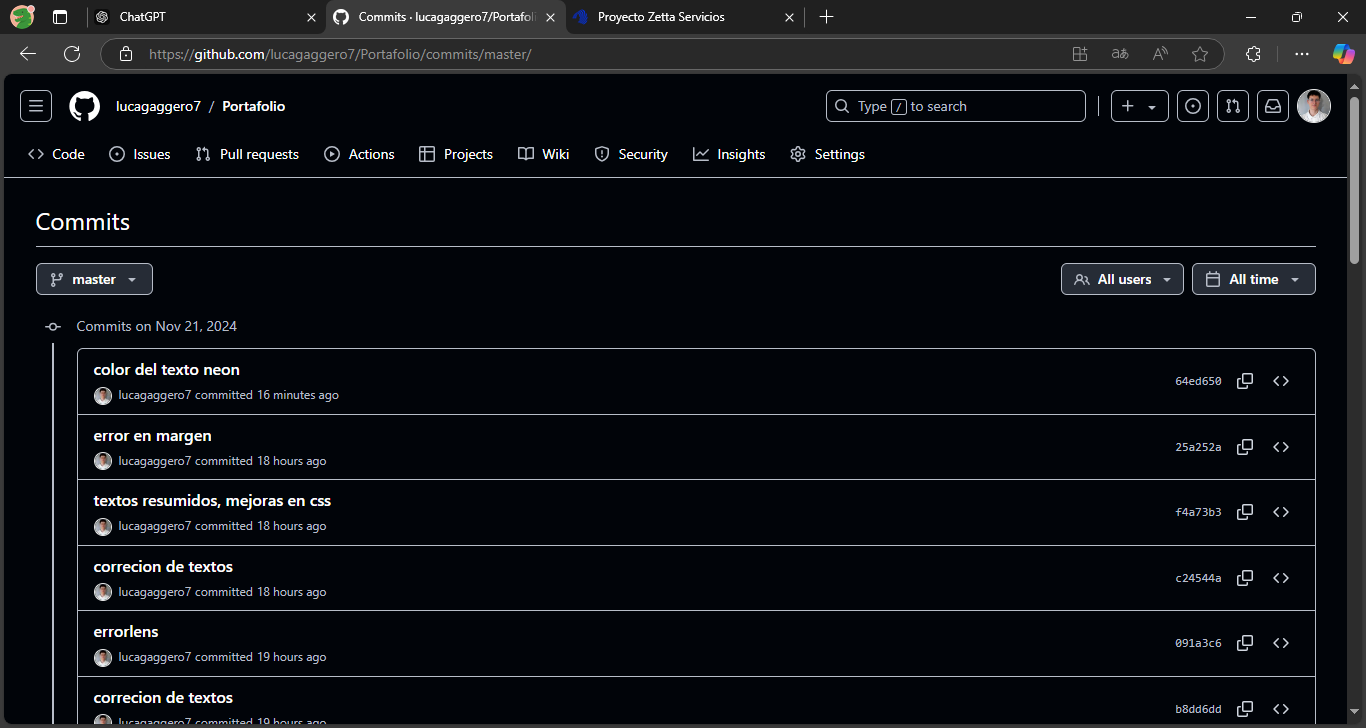 ChatGPT
Commits · lucagaggero7/Portafoli
Proyecto Zetta Servicios
https://github.com/lucagaggero7/Portafolio/commits/master/
lucagaggero7 / Portafolio
Type / to search
Code Issues Pull requests Actions Projects Wiki Security Insights Settings
Commits
master
All users
All time
Commits on Nov 21, 2024
color del texto neon
64ed650
lucagaggero7 committed 16 minutes ago
error en margen
25a252a
lucagaggero7 committed 18 hours ago
textos resumidos, mejoras en css
f4a73b3
lucagaggero7 committed 18 hours ago
correcion de textos
c24544a
lucagaggero7 committed 18 hours ago
errorlens
091a3c6
lucagaggero7 committed 19 hours ago
correcion de textos
b8dd6dd
lucagaggero7 committed 19 hours ago